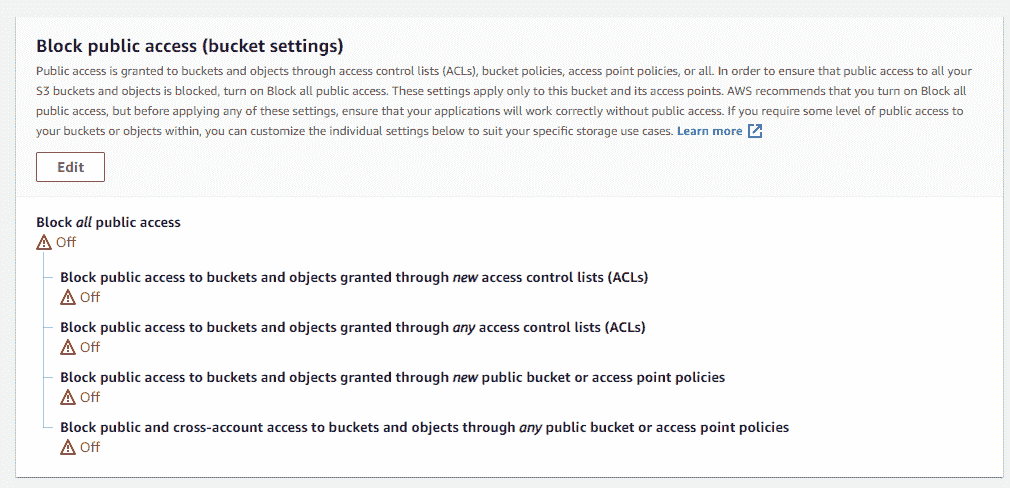 Block public access (bucket settings)
Public access is granted to buckets and objects through access control lists (ACLs), bucket policies, access point policies, or all. In order to ensure that public access to all your
S3 buckets and objects is blocked, turn on Block all public access. These settings apply only to this bucket and its access points. AWS recommends that you turn on Block all
public access, but before applying any of these settings, ensure that your applications will work correctly without public access. If you require some level of public access to
your buckets or objects within, you can customize the individual settings below to suit your specific storage use cases. Learn more
Edit
Block all public access
Off
Block public access to buckets and objects granted through new access control lists (ACLs)
Off
Block public access to buckets and objects granted through any access control lists (ACLs)
Off
Block public access to buckets and objects granted through new public bucket or access point policies
Off
Block public and cross-account access to buckets and objects through any public bucket or access point policies
Off